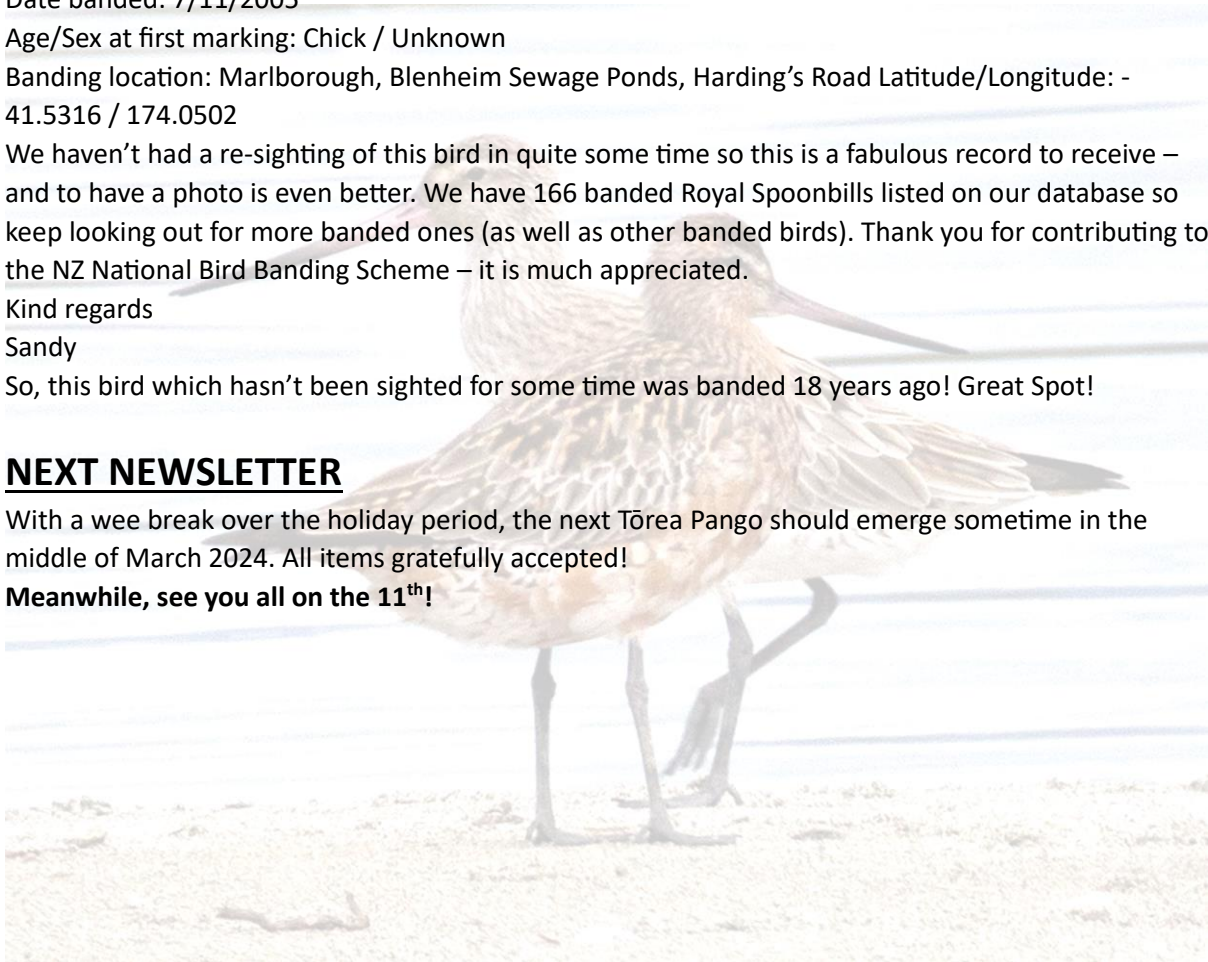 Date banded: 7/11/2005
Age/Sex at first marking: Chick / Unknown
Banding location: Marlborough, Blenheim Sewage Ponds, Harding’s Road Latitude/Longitude: -
41.5316 / 174.0502
We haven’t had a re-sighting of this bird in quite some time so this is a fabulous record to receive –
and to have a photo is even better. We have 166 banded Royal Spoonbills listed on our database so
keep looking out for more banded ones (as well as other banded birds). Thank you for contributing to
the NZ National Bird Banding Scheme – it is much appreciated.
Kind regards
Sandy
So, this bird which hasn’t been sighted for some time was banded 18 years ago! Great Spot!
NEXT NEWSLETTER
With a wee break over the holiday period, the next Tōrea Pango should emerge sometime in the
middle of March 2024. All items gratefully accepted!
Meanwhile, see you all on the 11th!